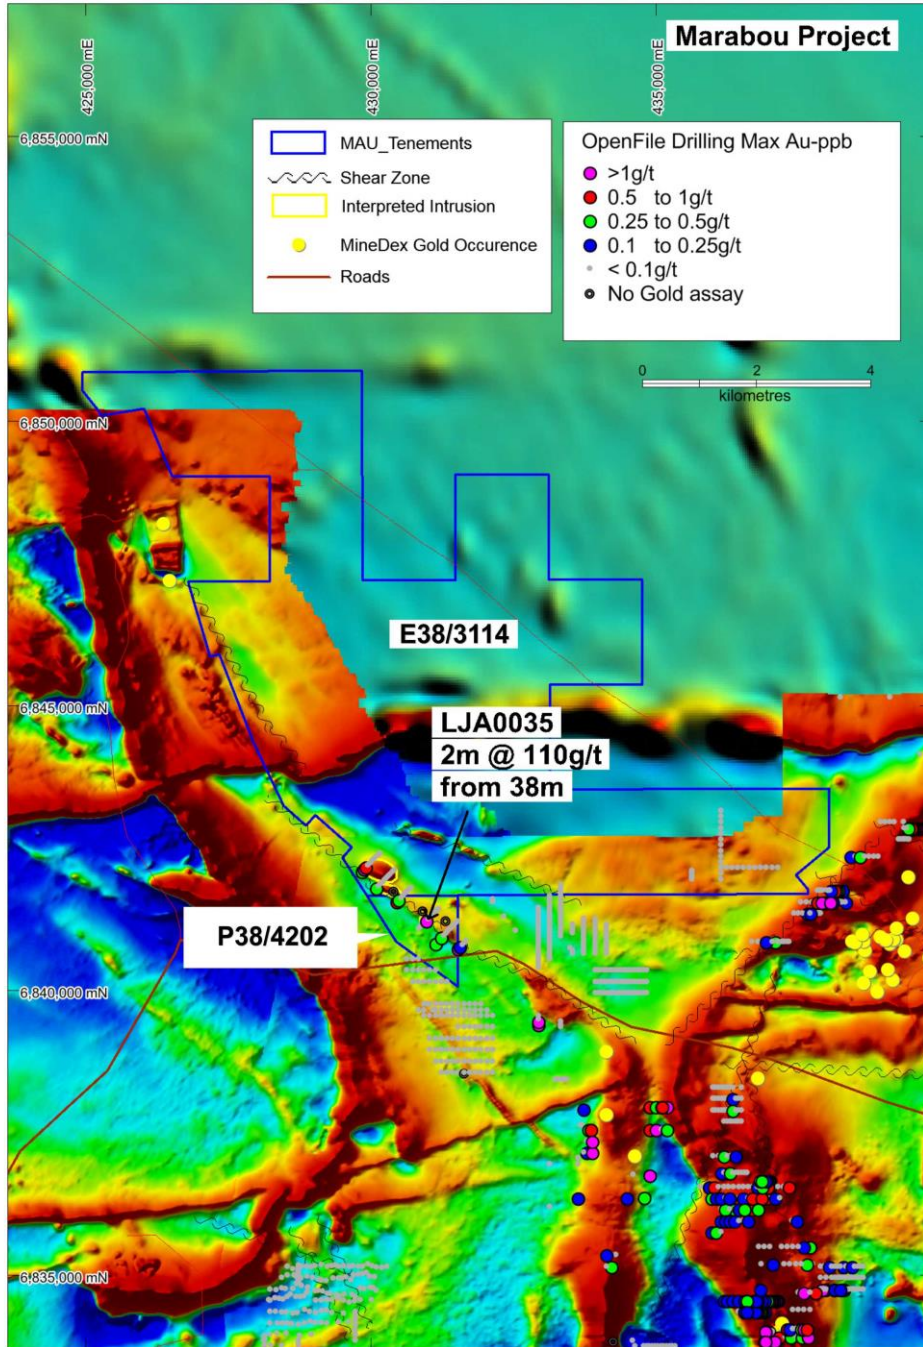 Marabou Project
425,000 mE
430,000 mE
435,000 mE
6,855,000 mN
MAU_Tenements
Shear Zone
Interpreted Intrusion
MineDex Gold Occurence
Roads
OpenFile Drilling Max Au-ppb
>1g/t
0.5 to 1g/t
0.25 to 0.5g/t
0.1 to 0.25g/t
< 0.1g/t
No Gold assay
0 2 4
kilometres
6,850,000 mN
E38/3114
6,845,000 mN
LJA0035
2m @ 110g/t
from 38m
P38/4202
6,840,000 mN
6,835,000 mN